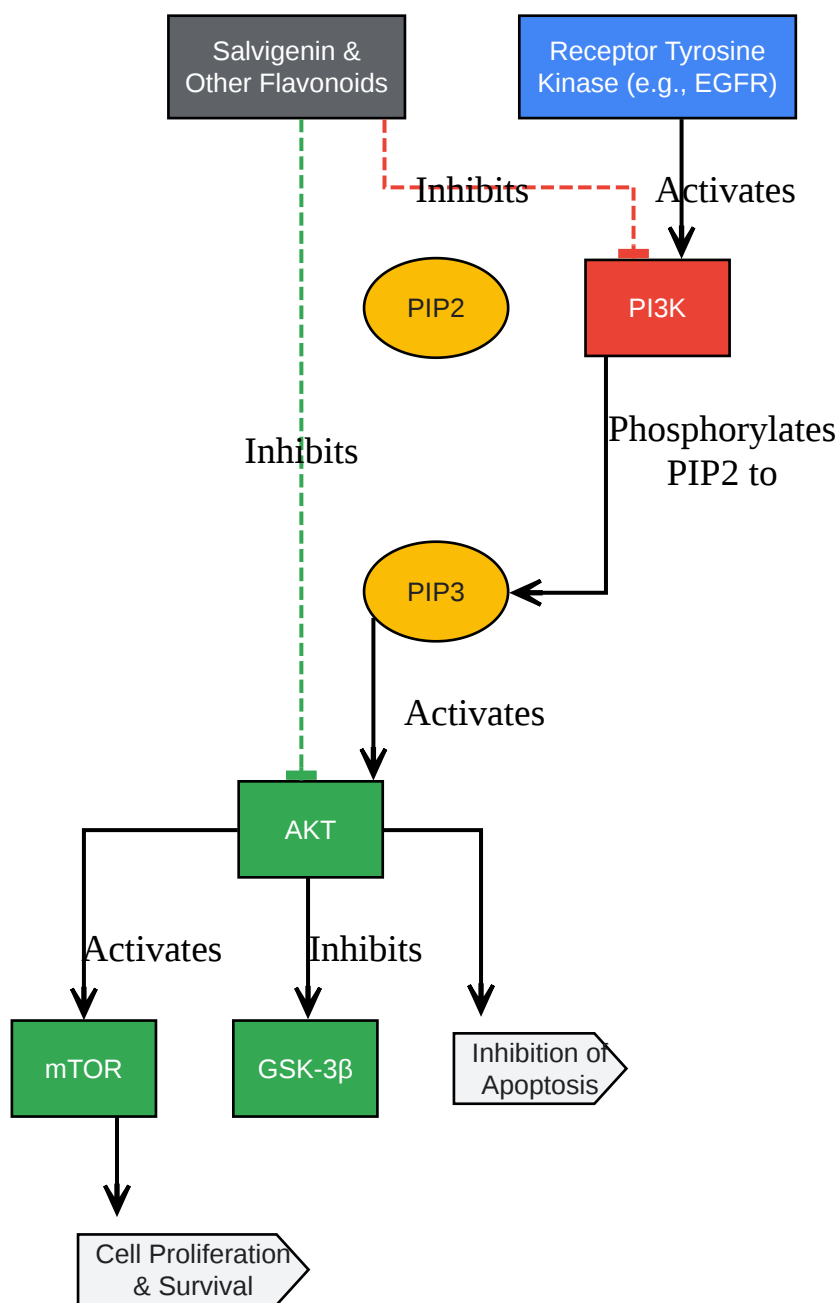 Salvigenin &
Other Flavonoids
Receptor Tyrosine
Kinase (e.g., EGFR)
Inhibits
Activates
PIP2
PI3K
Phosphorylates
PIP2 to
Inhibits
PIP3
Activates
AKT
Activates
Inhibits
mTOR
GSK-3β
Inhibition of
Apoptosis
Cell Proliferation
& Survival